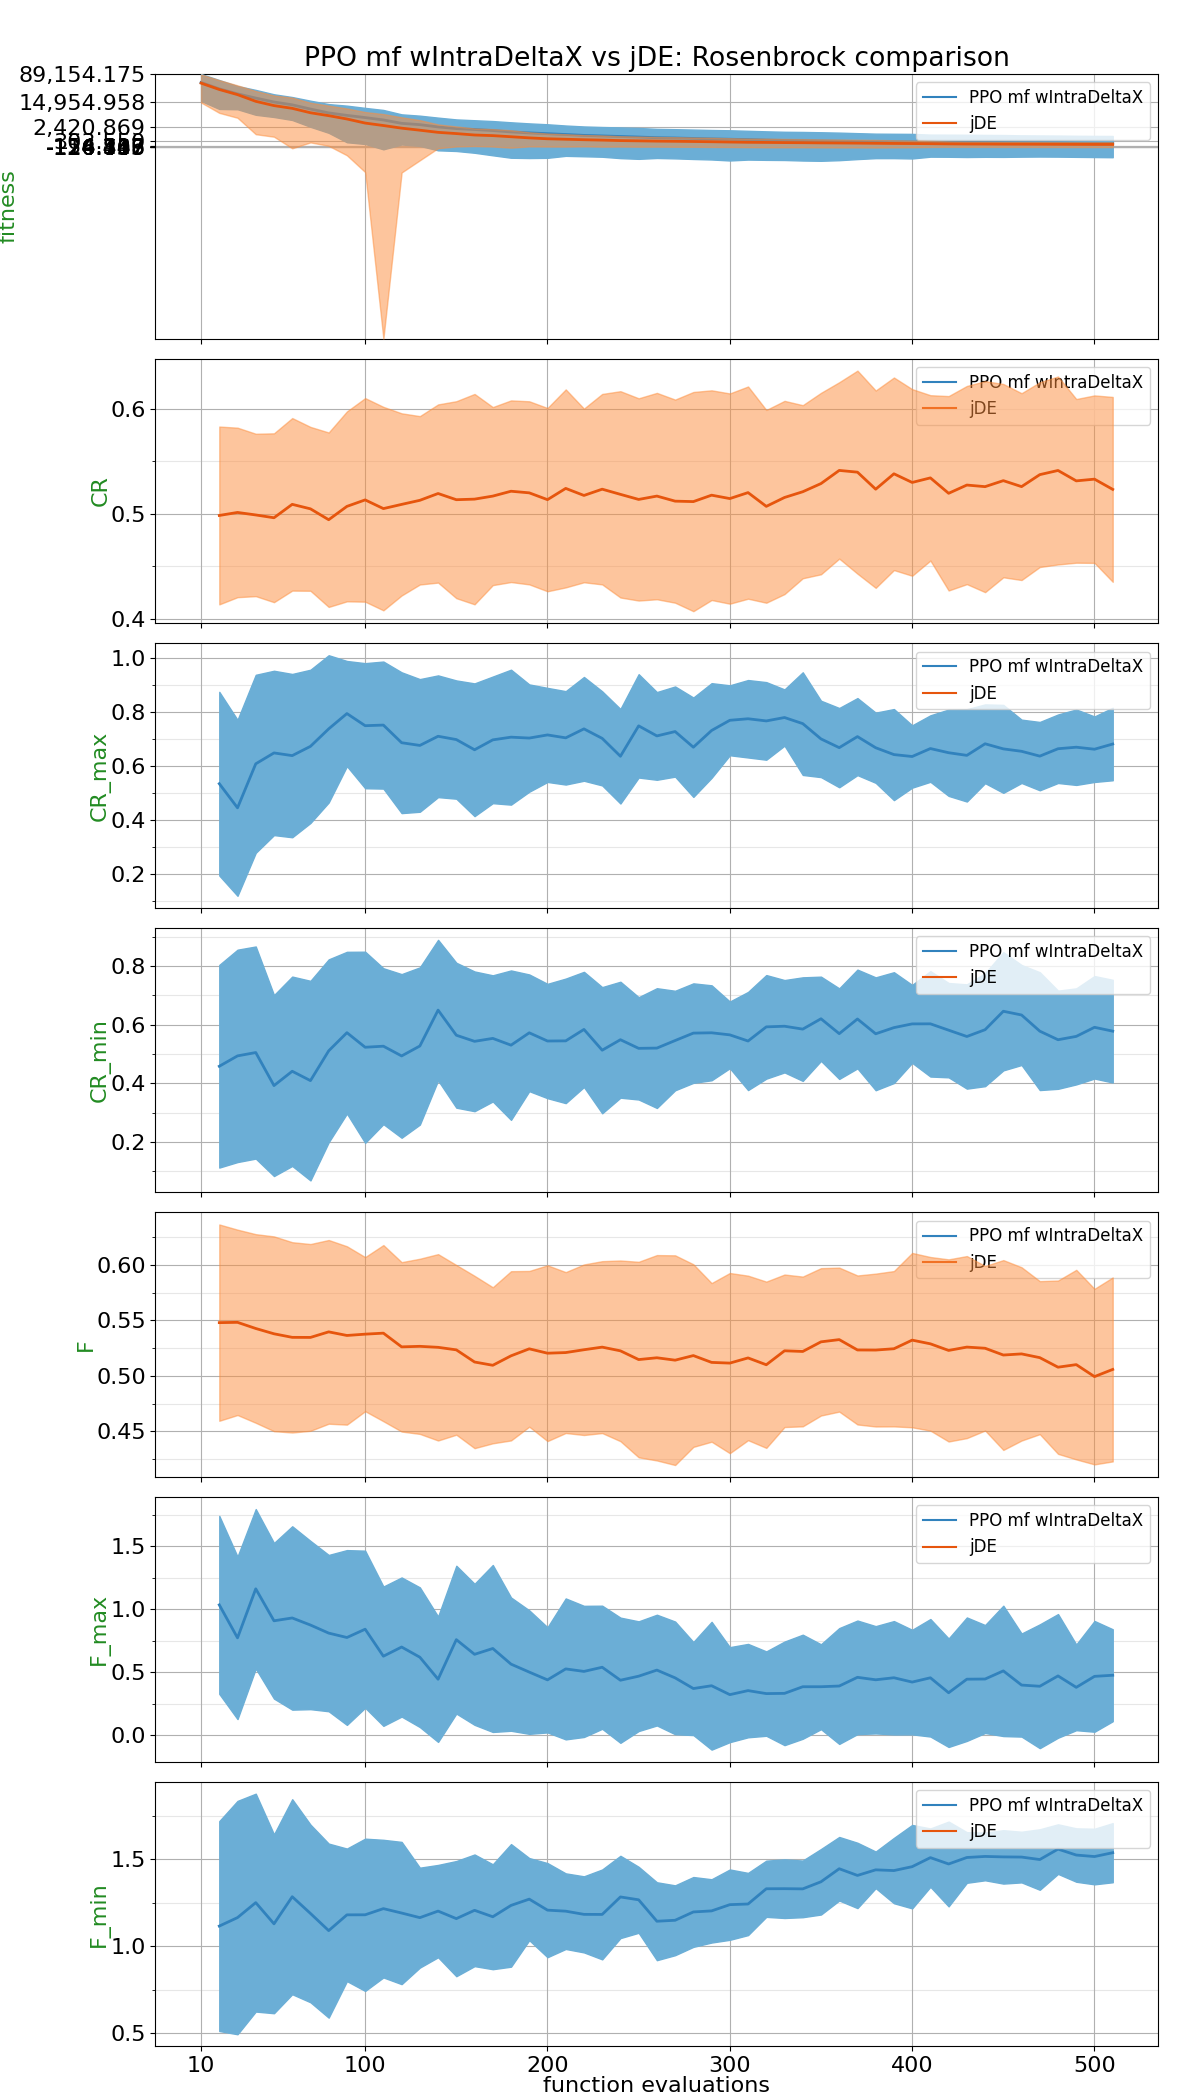 PPO mf wIntraDeltaX vs jDE: Rosenbrock comparison
89,154.175
14,954.958
2,420.869
fitness
PPO mf wIntraDeltaX
jDE
0.6
0.5
0.4
CR
PPO mf wIntraDeltaX
jDE
1.0
0.8
0.6
0.4
0.2
CR_max
PPO mf wIntraDeltaX
jDE
0.8
0.6
0.4
0.2
CR_min
PPO mf wIntraDeltaX
jDE
0.60
0.55
0.50
0.45
F
PPO mf wIntraDeltaX
jDE
1.5
1.0
0.5
0.0
F_max
PPO mf wIntraDeltaX
jDE
1.5
1.0
0.5
F_min
PPO mf wIntraDeltaX
jDE
10 100 200 300 400 500
function evaluations